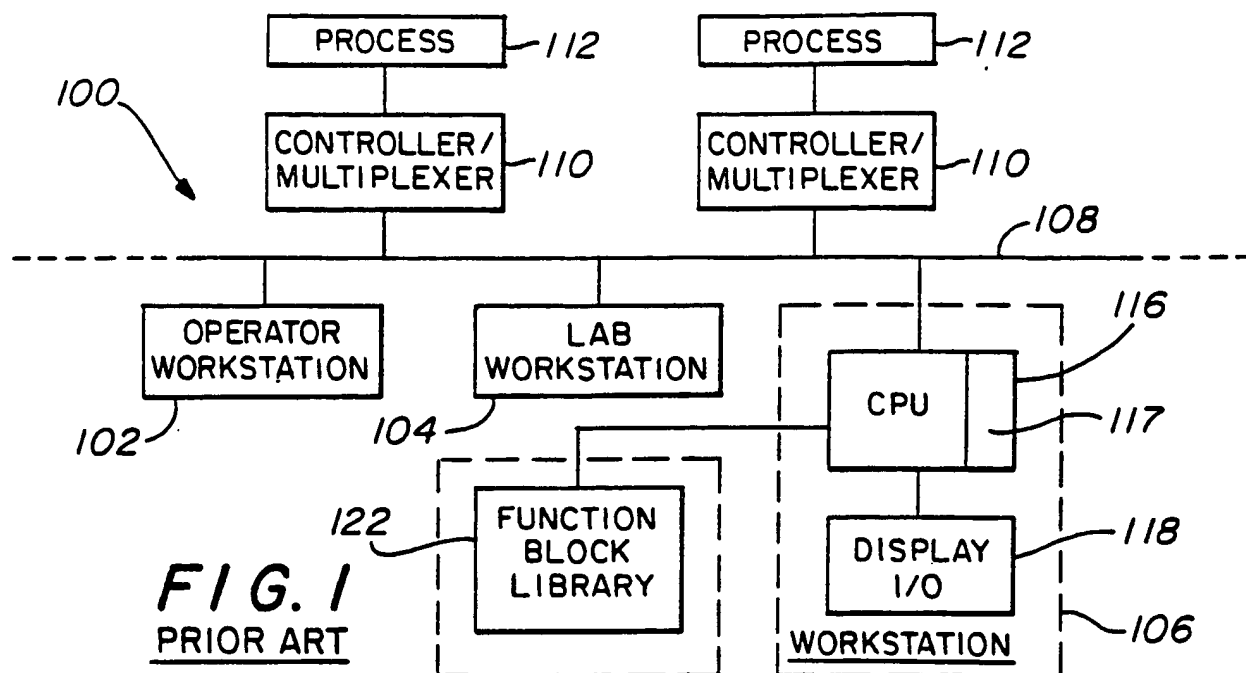 PROCESS
112
PROCESS
112
100
CONTROLLER/
MULTIPLEXER
110
CONTROLLER/
MULTIPLEXER
110
108
OPERATOR
WORKSTATION
102
LAB
WORKSTATION
104
116
CPU
117
122
FUNCTION
BLOCK
LIBRARY
DISPLAY
I/O
118
WORKSTATION
106
FIG. 1
PRIOR ART